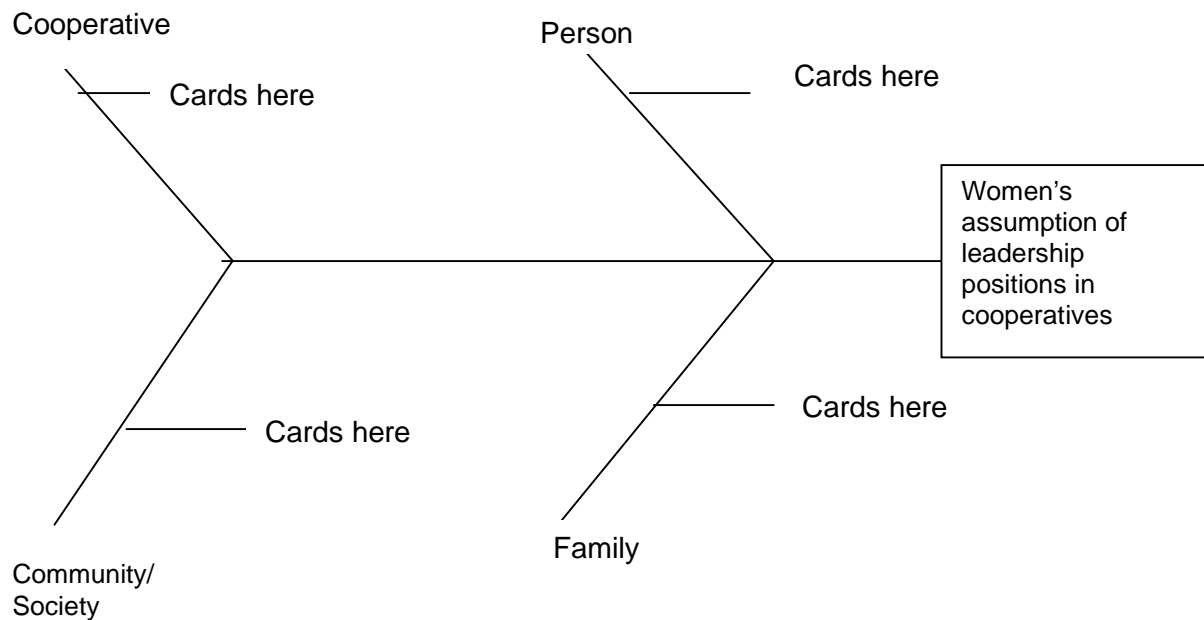 Cooperative
Person
Cards here
Cards here
Women’s
assumption of
leadership
positions in
cooperatives
Cards here
Cards here
Family
Community/
Society